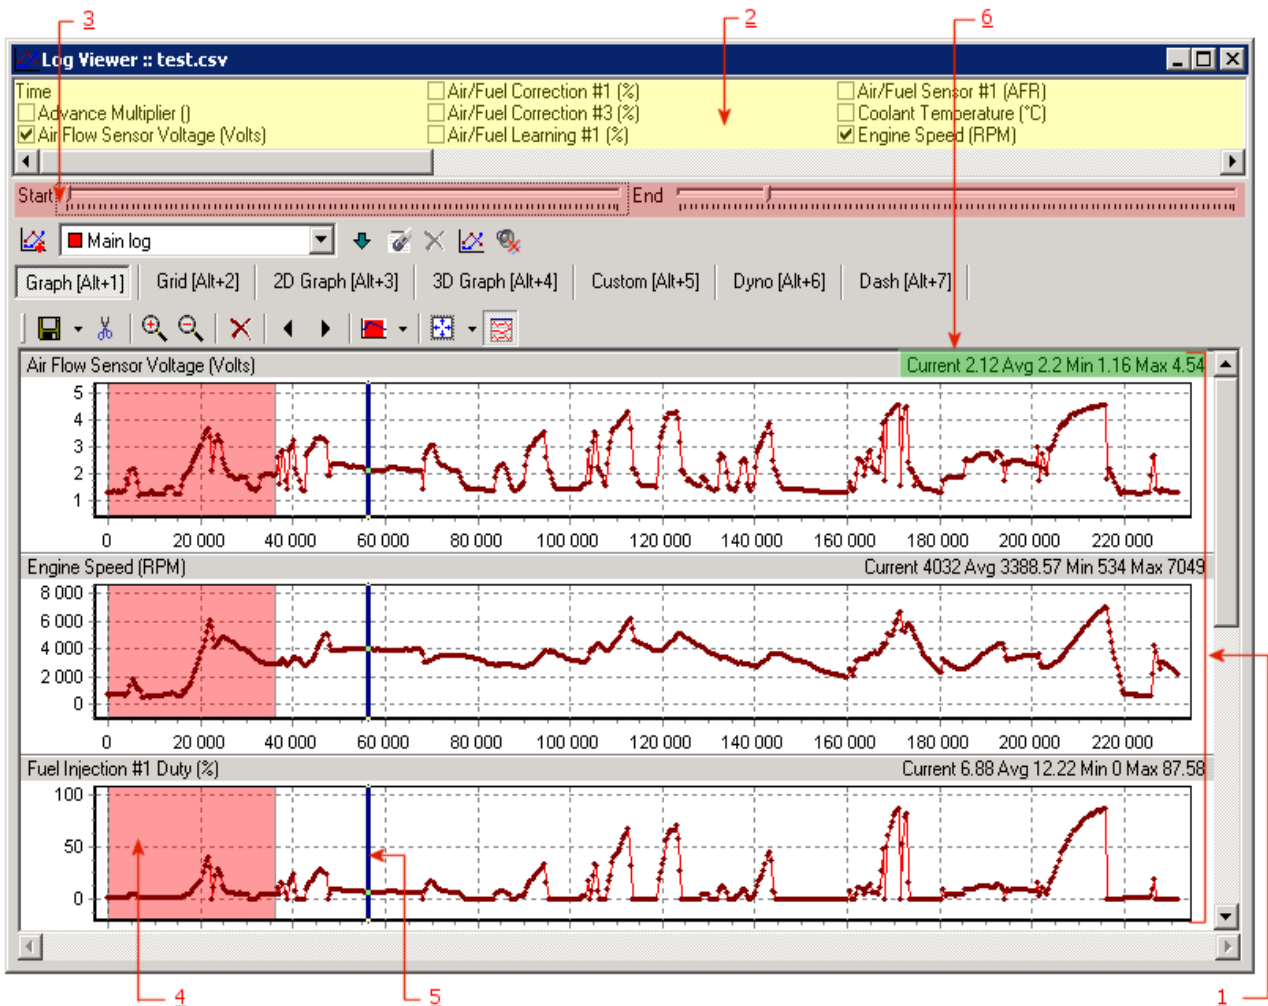 3 2 6
Log Viewer :: test.csv
Time Air/Fuel Correction #1 (%) Air/Fuel Sensor #1 (AFR)
Advance Multiplier () Air/Fuel Correction #3 (%) Coolant Temperature (°C)
Air Flow Sensor Voltage (Volts) Air/Fuel Learning #1 (%) Engine Speed (RPM)
Start End
Main log
Graph [Alt+1] Grid [Alt+2] 2D Graph [Alt+3] 3D Graph [Alt+4] Custom [Alt+5] Dyno [Alt+6] Dash [Alt+7]
Air Flow Sensor Voltage (Volts) Current 2.12 Avg 2.2 Min 1.16 Max 4.54
5
4
3
2
1
0 20 000 40 000 60 000 80 000 100 000 120 000 140 000 160 000 180 000 200 000 220 000
Engine Speed (RPM) Current 4032 Avg 3388.57 Min 534 Max 7049
8 000
6 000
4 000
2 000
0
0 20 000 40 000 60 000 80 000 100 000 120 000 140 000 160 000 180 000 200 000 220 000
Fuel Injection #1 Duty (%) Current 6.88 Avg 12.22 Min 0 Max 87.58
100
50
0
4 5 1